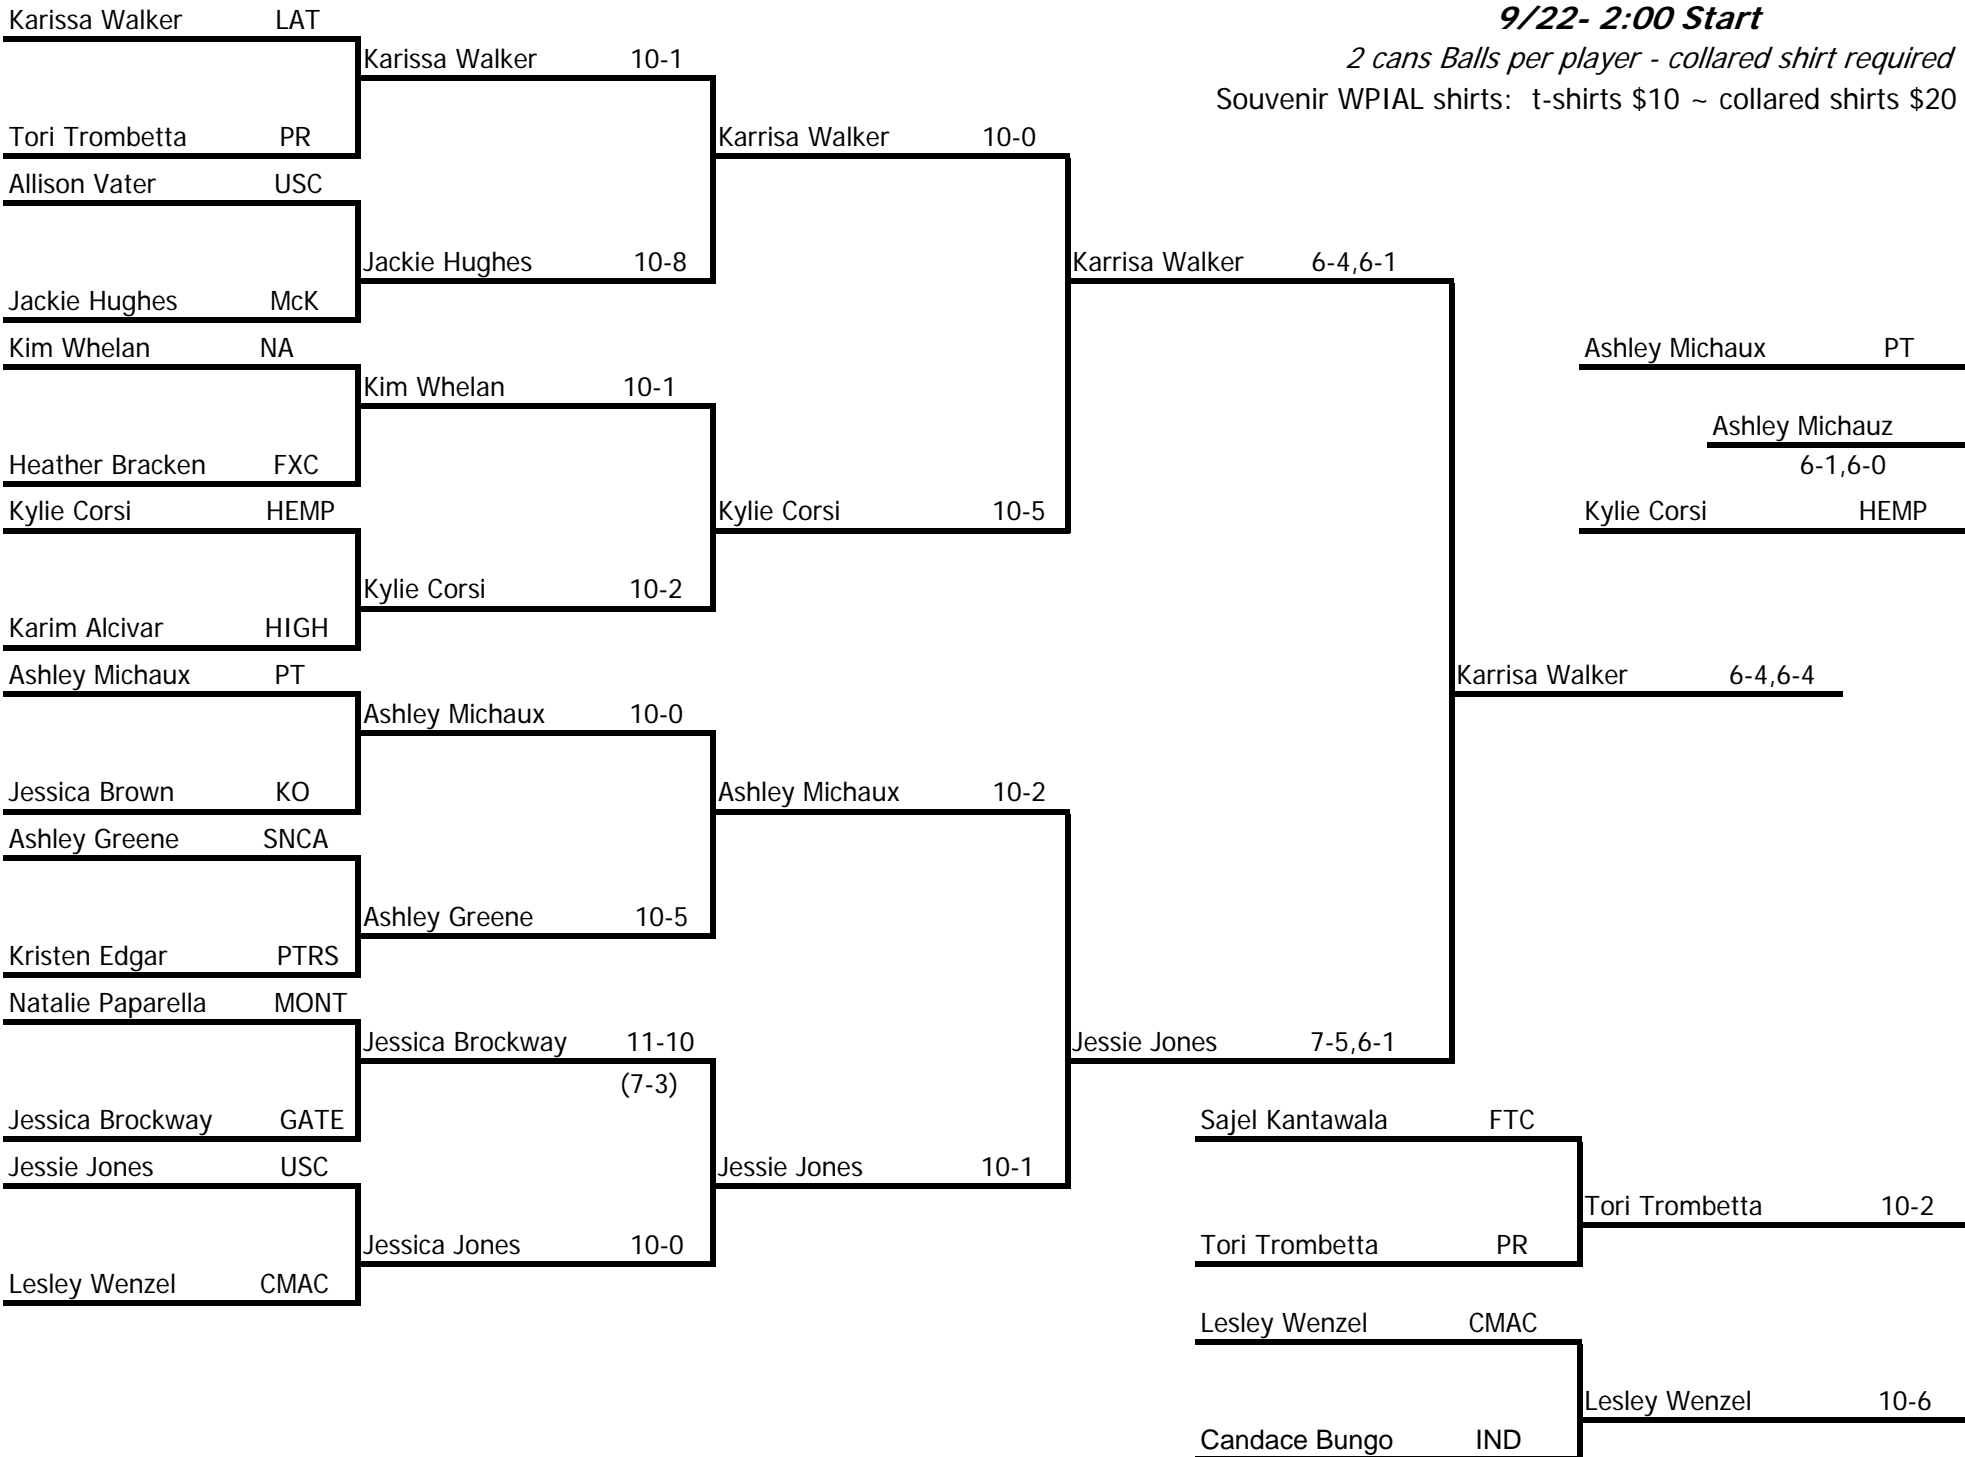 Karissa Walker LAT
9/22- 2:00 Start
Karissa Walker 10-1
2 cans Balls per player - collared shirt required
Souvenir WPIAL shirts: t-shirts $10 ~ collared shirts $20
Tori Trombetta PR
Karrisa Walker 10-0
Allison Vater USC
Jackie Hughes 10-8
Karrisa Walker 6-4,6-1
Jackie Hughes McK
Kim Whelan NA
Ashley Michaux PT
Kim Whelan 10-1
Ashley Michauz
Heather Bracken FXC
6-1,6-0
Kylie Corsi HEMP
Kylie Corsi 10-5
Kylie Corsi HEMP
Kylie Corsi 10-2
Karim Alcivar HIGH
Ashley Michaux PT
Karrisa Walker 6-4,6-4
Ashley Michaux 10-0
Jessica Brown KO
Ashley Michaux 10-2
Ashley Greene SNCA
Ashley Greene 10-5
Kristen Edgar PTRS
Natalie Paparella MONT
Jessica Brockway 11-10
Jessie Jones 7-5,6-1
(7-3)
Jessica Brockway GATE
Sajel Kantawala FTC
Jessie Jones USC
Jessie Jones 10-1
Tori Trombetta 10-2
Jessica Jones 10-0
Tori Trombetta PR
Lesley Wenzel CMAC
Lesley Wenzel CMAC
Lesley Wenzel 10-6
Candace Bungo IND